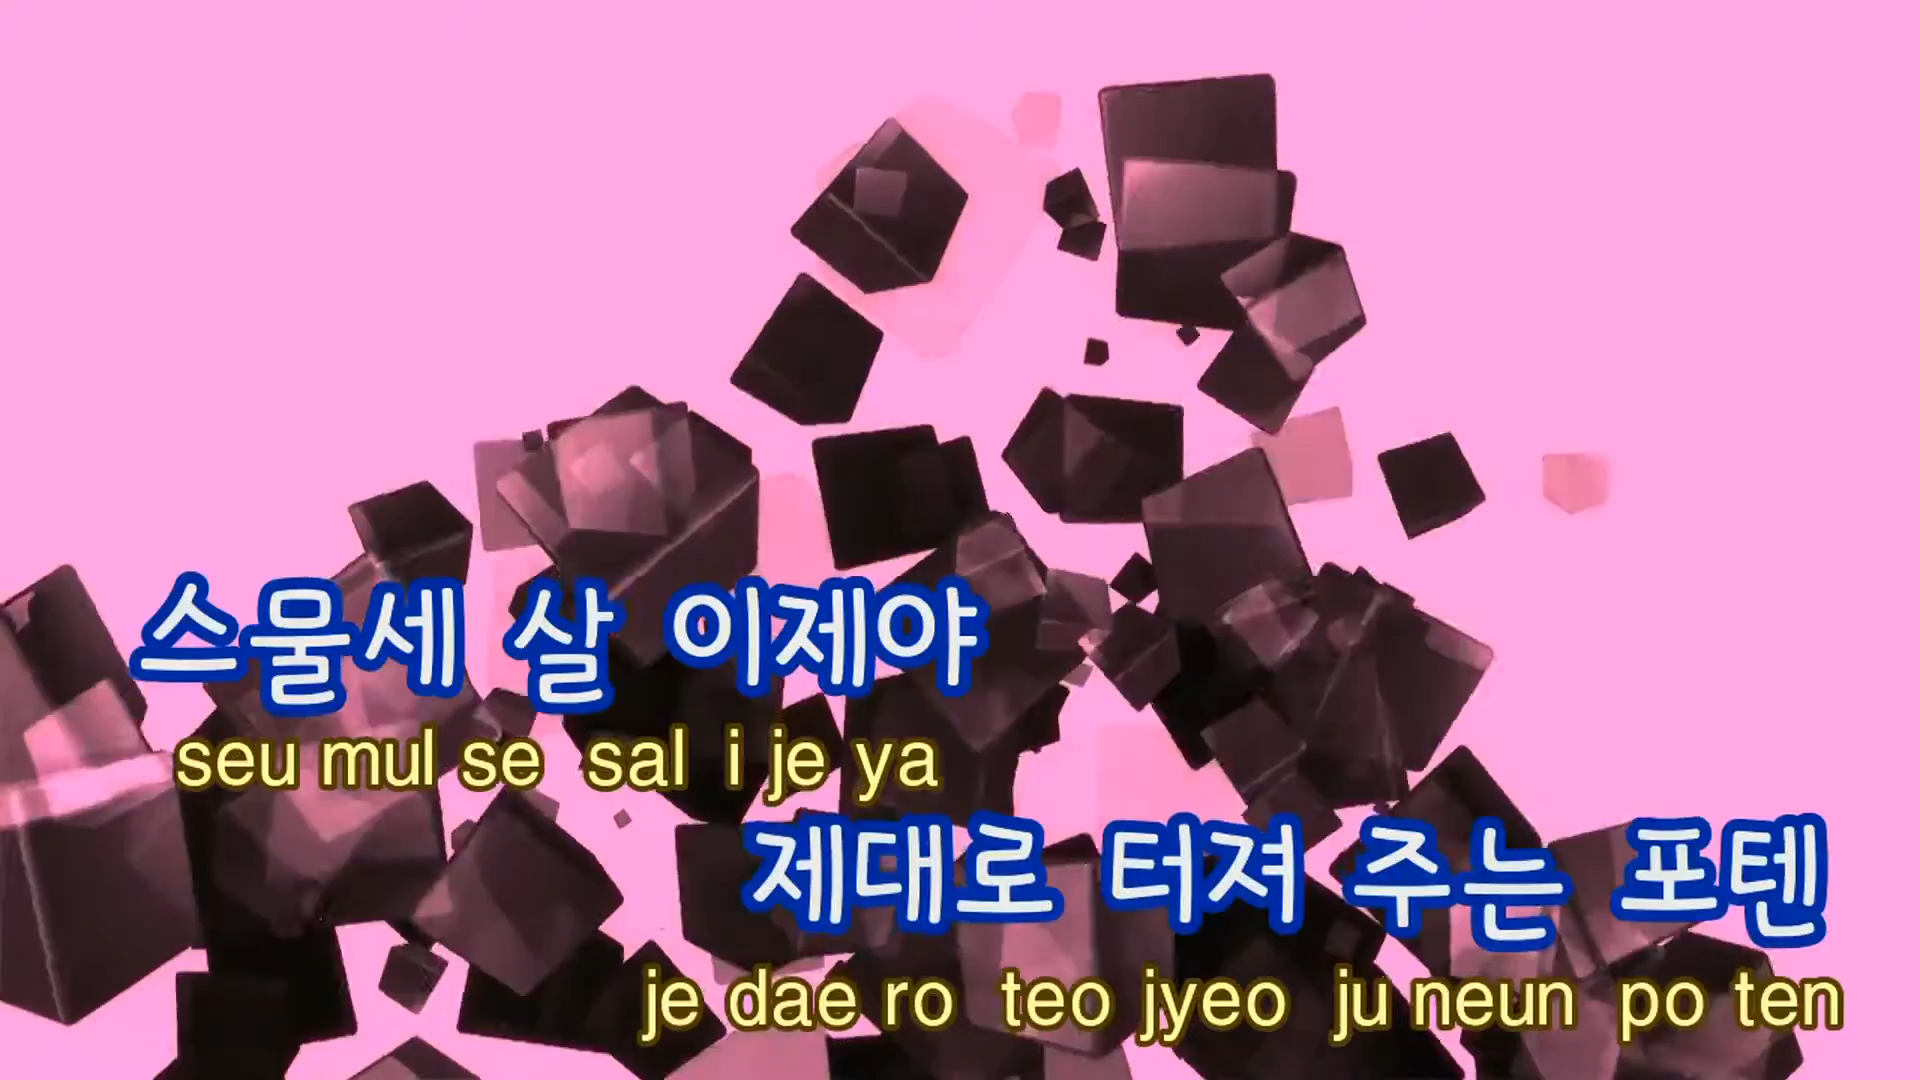 스물세 살 이제야
seu mul se sal i je ya
제대로 터져 주는 포텐
je dae ro teo jyeo ju neun po ten